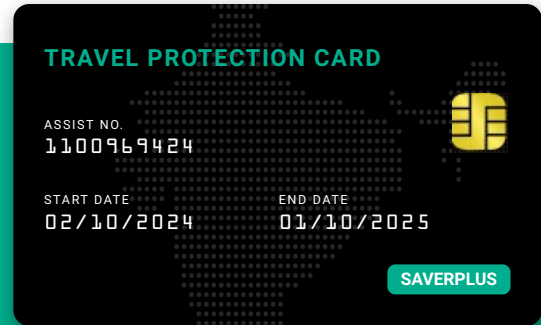 TRAVEL PROTECTION CARD
ASSIST NO.
1100969424
START DATE
02/10/2024
END DATE
01/10/2025
SAVERPLUS